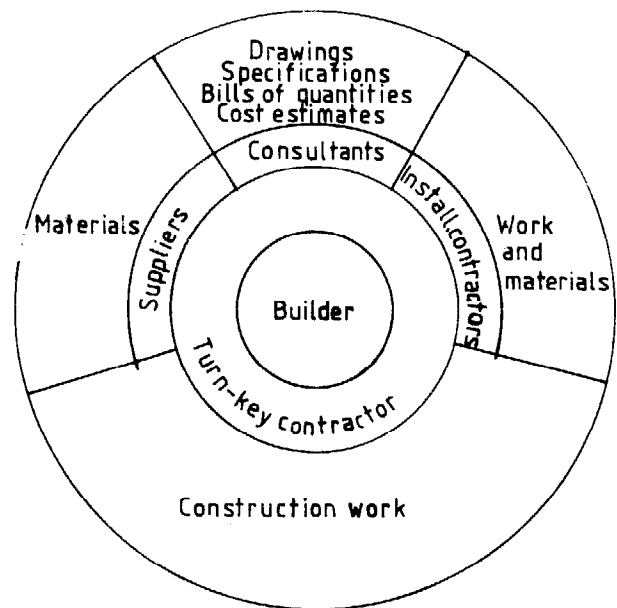 Drawings
Specifications
Bills of quantities
Cost estimates
Consultants
Materials
Suppliers
Install.contractors
Work
and
materials
Builder
Turn-key contractor
Construction work